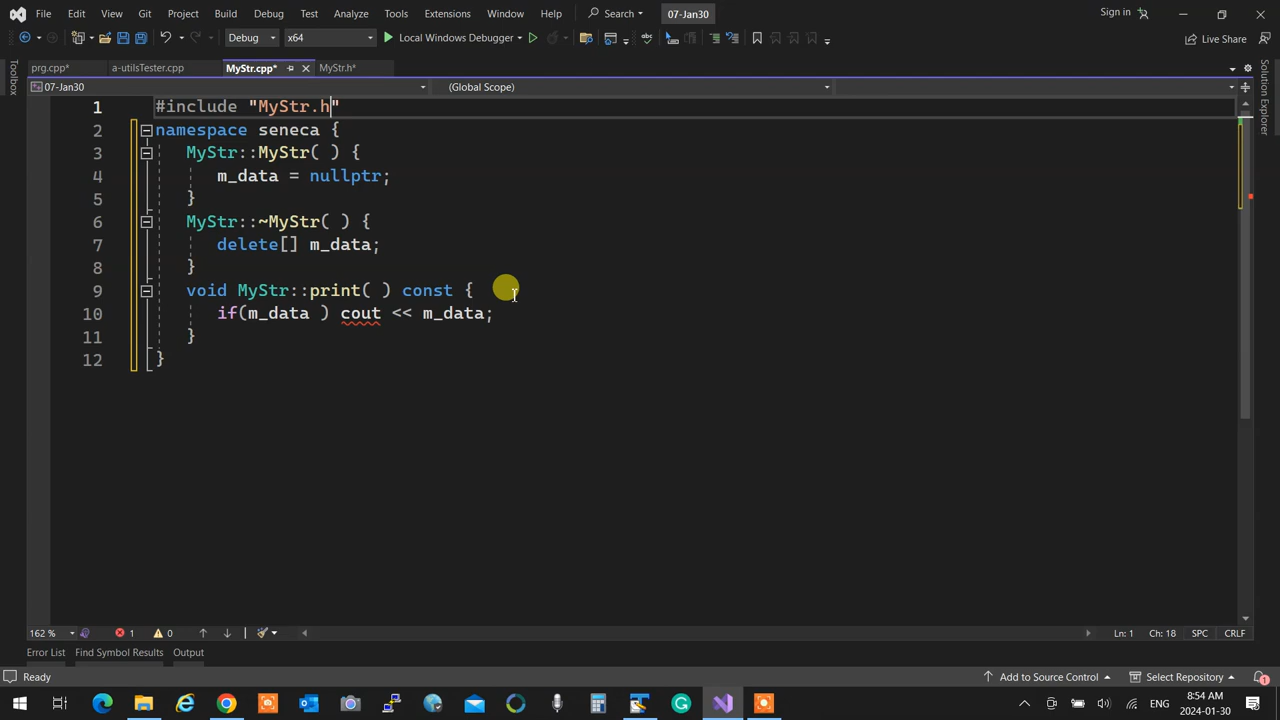 File Edit View Git Project Build Debug Test Analyze Tools Extensions Window Help Search 07-Jan30 Sign in
Debug x64 Local Windows Debugger Live Share
prg.cpp* a-utilsTester.cpp MyStr.cpp* MyStr.h*
07-Jan30 (Global Scope)
Toolbox
Solution Explorer
1 #include "MyStr.h"
2 namespace seneca {
3 MyStr::MyStr( ) {
4 m_data = nullptr;
5 }
6 MyStr::~MyStr( ) {
7 delete[] m_data;
8 }
9 void MyStr::print( ) const {
10 if(m_data ) cout << m_data;
11 }
12 }
162 % 1 0 Ln: 1 Ch: 18 SPC CRLF
Error List Find Symbol Results Output
Ready Add to Source Control Select Repository 1
8:54 AM
ENG 2024-01-30